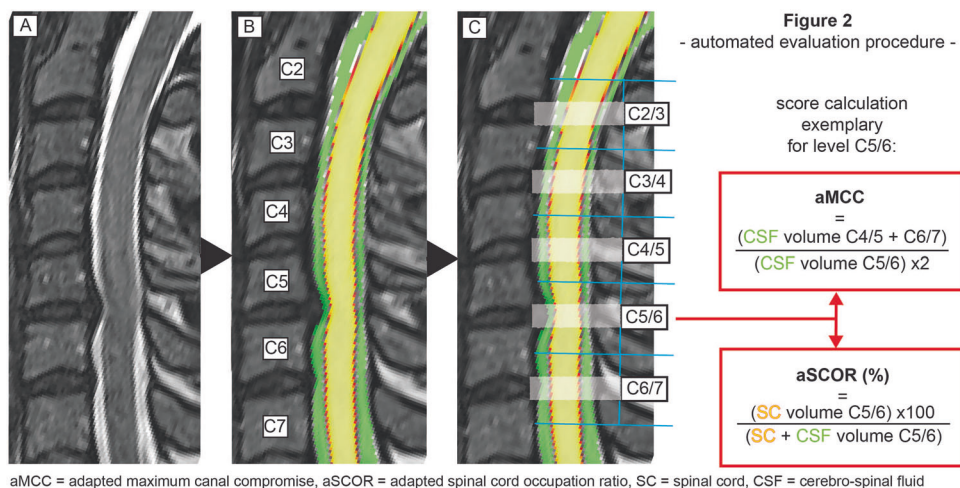 A
B
C
Figure 2
- automated evaluation procedure -
C2
C3
C4
C5
C6
C7
C2/3
C3/4
C4/5
C5/6
C6/7
score calculation
exemplary
for level C5/6:
aMCC
=
(CSF volume C4/5 + C6/7)
(CSF volume C5/6) x2
aSCOR (%)
=
(SC volume C5/6) x100
(SC + CSF volume C5/6)
aMCC = adapted maximum canal compromise, aSCOR = adapted spinal cord occupation ratio, SC = spinal cord, CSF = cerebro-spinal fluid